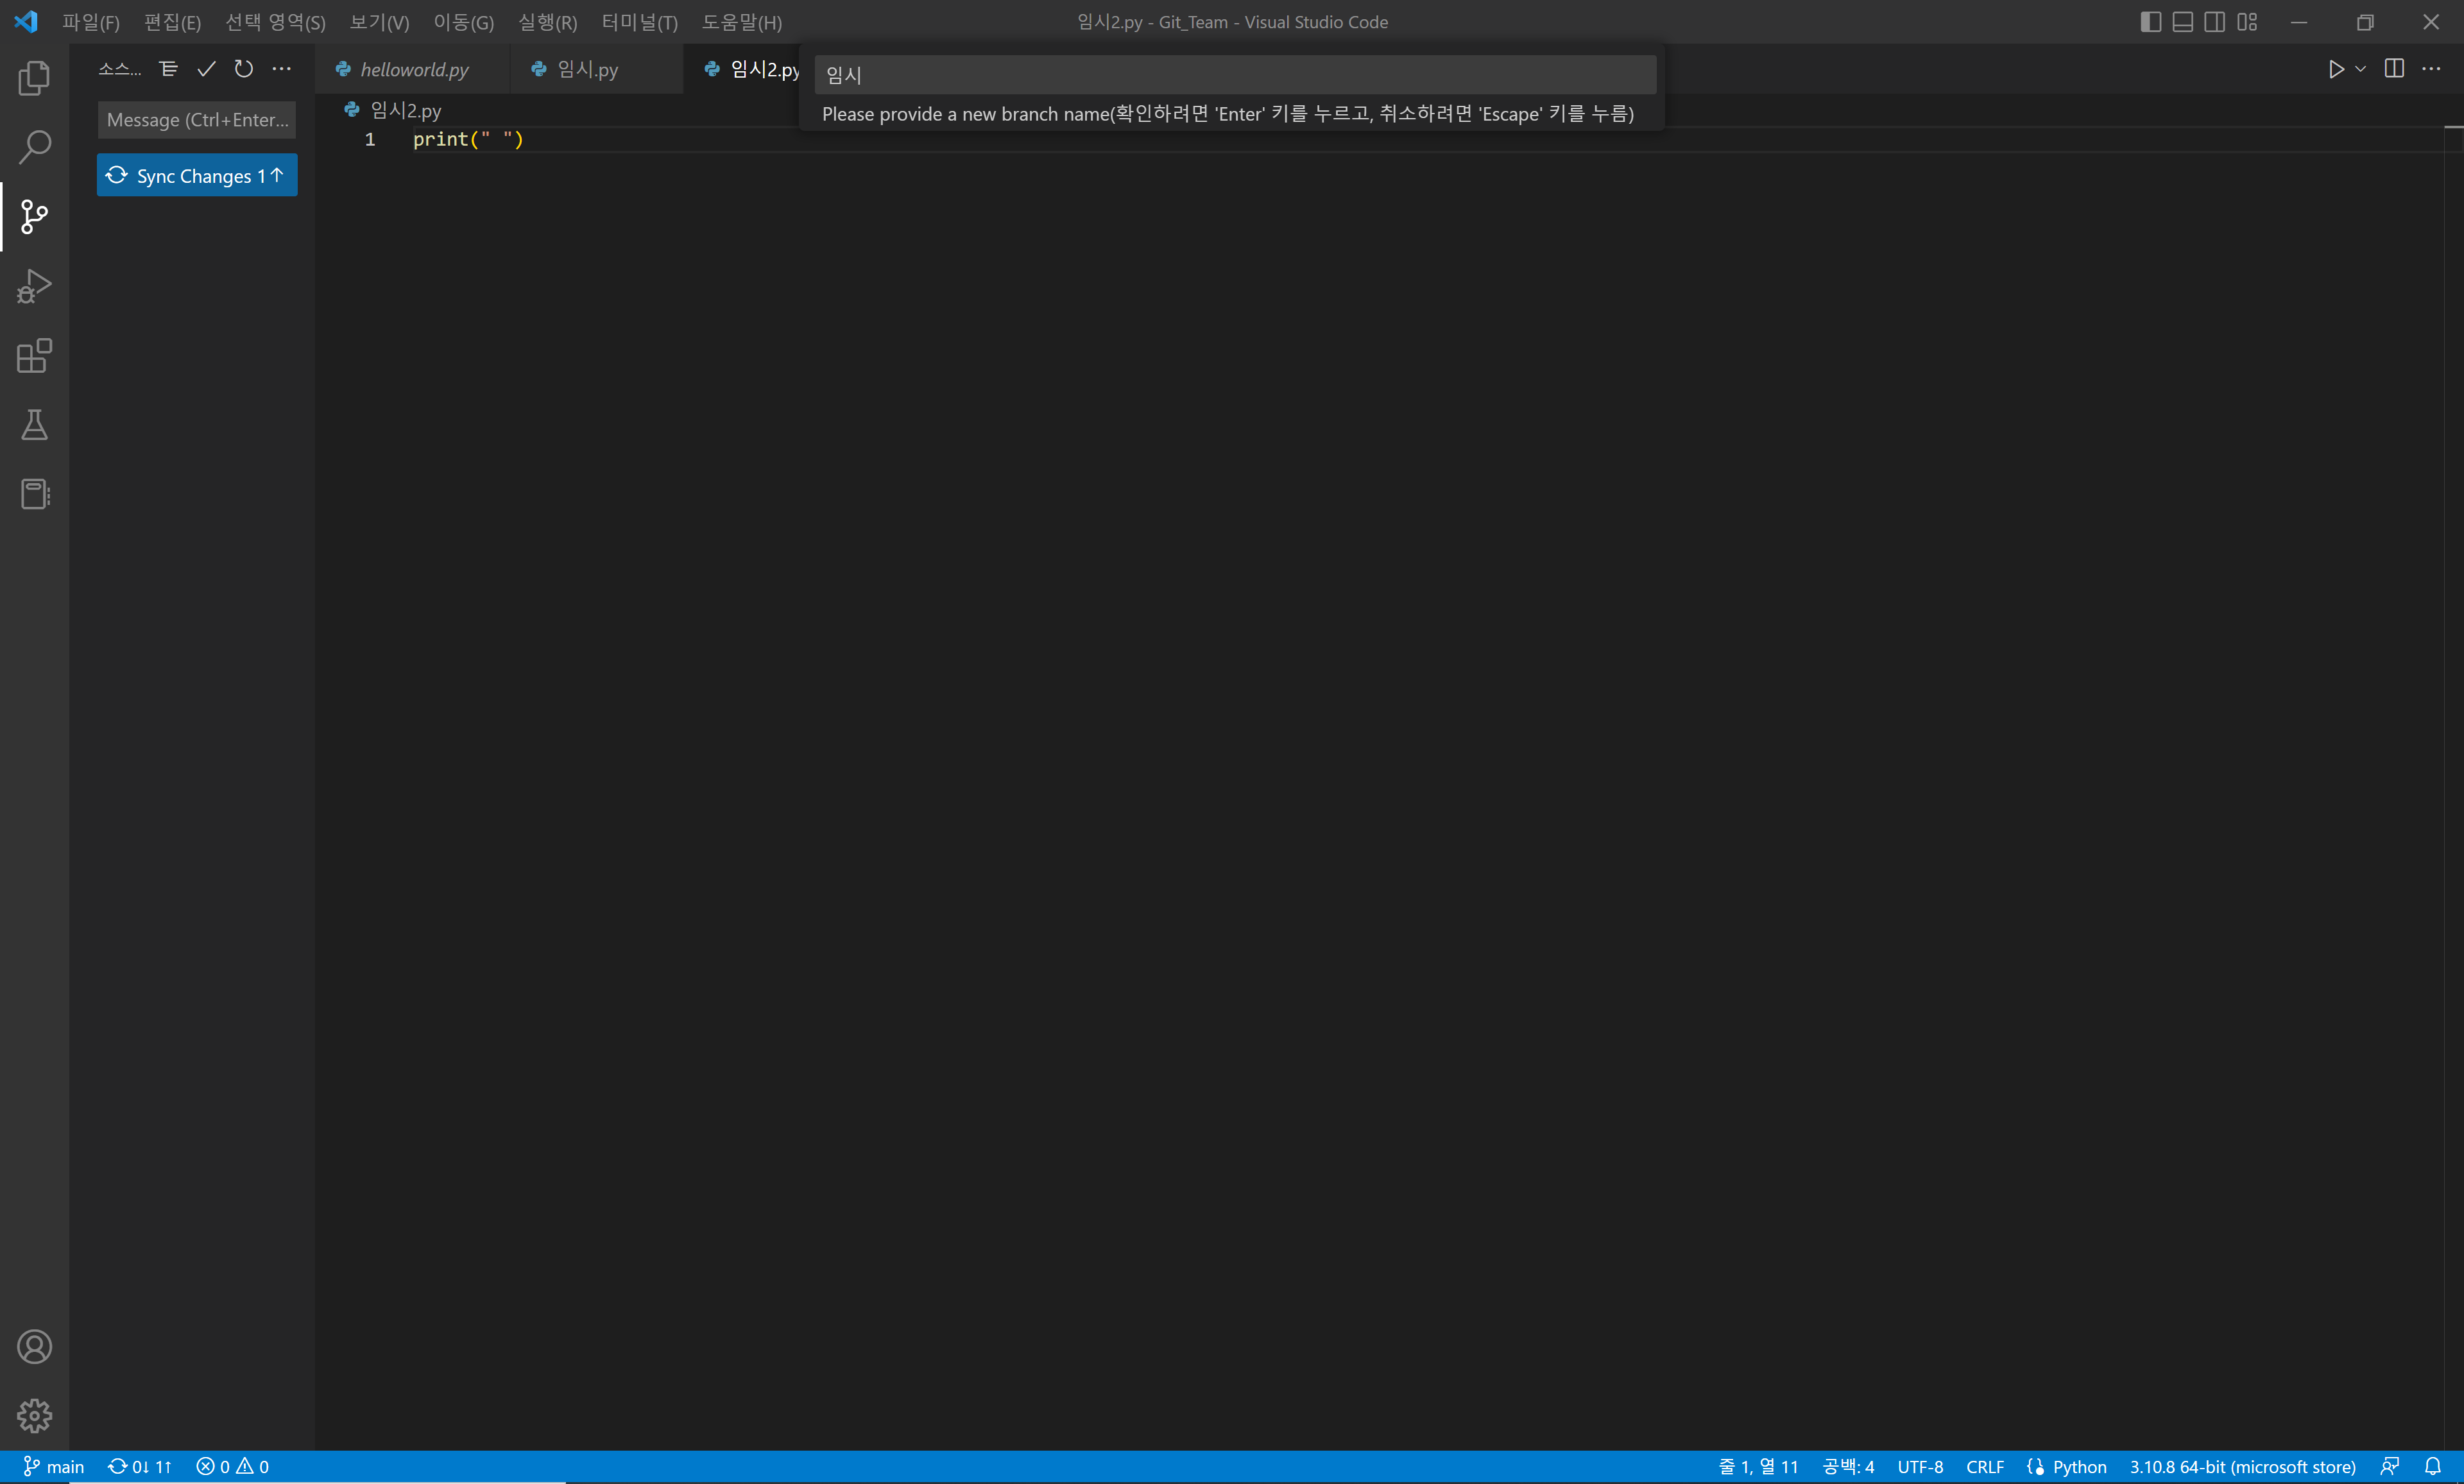 파일(F) 편집(E) 선택 영역(S) 보기(V) 이동(G) 실행(R) 터미널(T) 도움말(H) 임시2.py - Git_Team - Visual Studio Code
소스... helloworld.py 임시.py 임시2.py
임시
Please provide a new branch name(확인하려면 'Enter' 키를 누르고, 취소하려면 'Escape' 키를 누름)
Message (Ctrl+Enter...
임시2.py
1 print(" ")
Sync Changes 1↑
main 0↓ 1↑ 0 0 줄 1, 열 11 공백: 4 UTF-8 CRLF Python 3.10.8 64-bit (microsoft store)